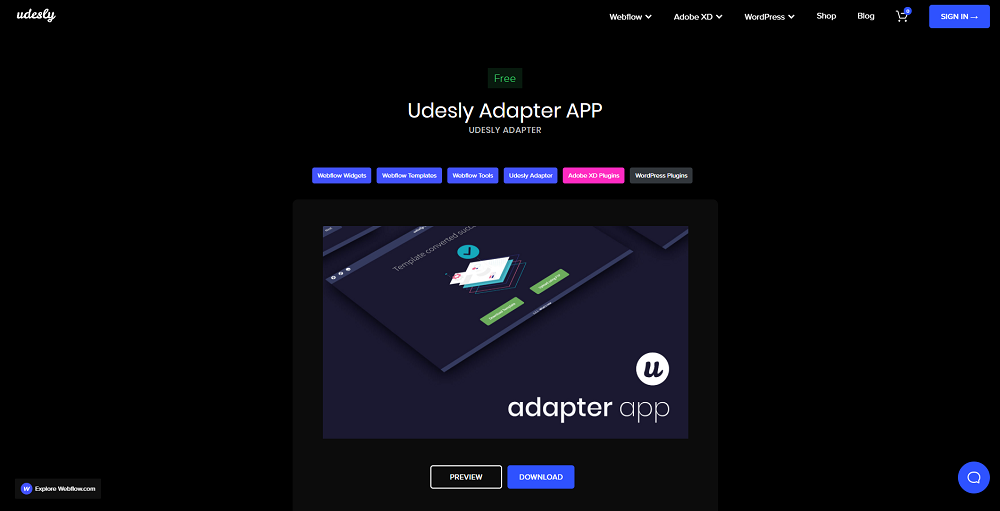 udesly
Webflow
Adobe XD
WordPress
Shop
Blog
0
SIGN IN →
Free
Udesly Adapter APP
UDESLY ADAPTER
Webflow Widgets
Webflow Templates
Webflow Tools
Udesly Adapter
Adobe XD Plugins
WordPress Plugins
Template converted succ
u
adapter app
PREVIEW
DOWNLOAD
Explore Webflow.com